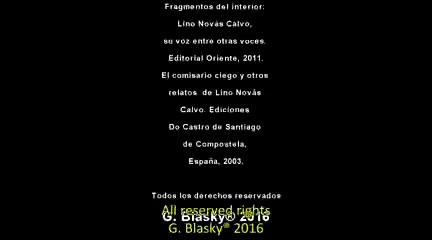 Fragmentos del interior:
Lino Novás Calvo,
su voz entre otras voces.
Editorial Oriente, 2011.
El comisario ciego y otros
relatos de Lino Novás
Calvo. Ediciones
Do Castro de Santiago
de Compostela,
España, 2003.
Todos los derechos reservados
All reserved rights
G. Blasky® 2016
G. Blasky® 2016